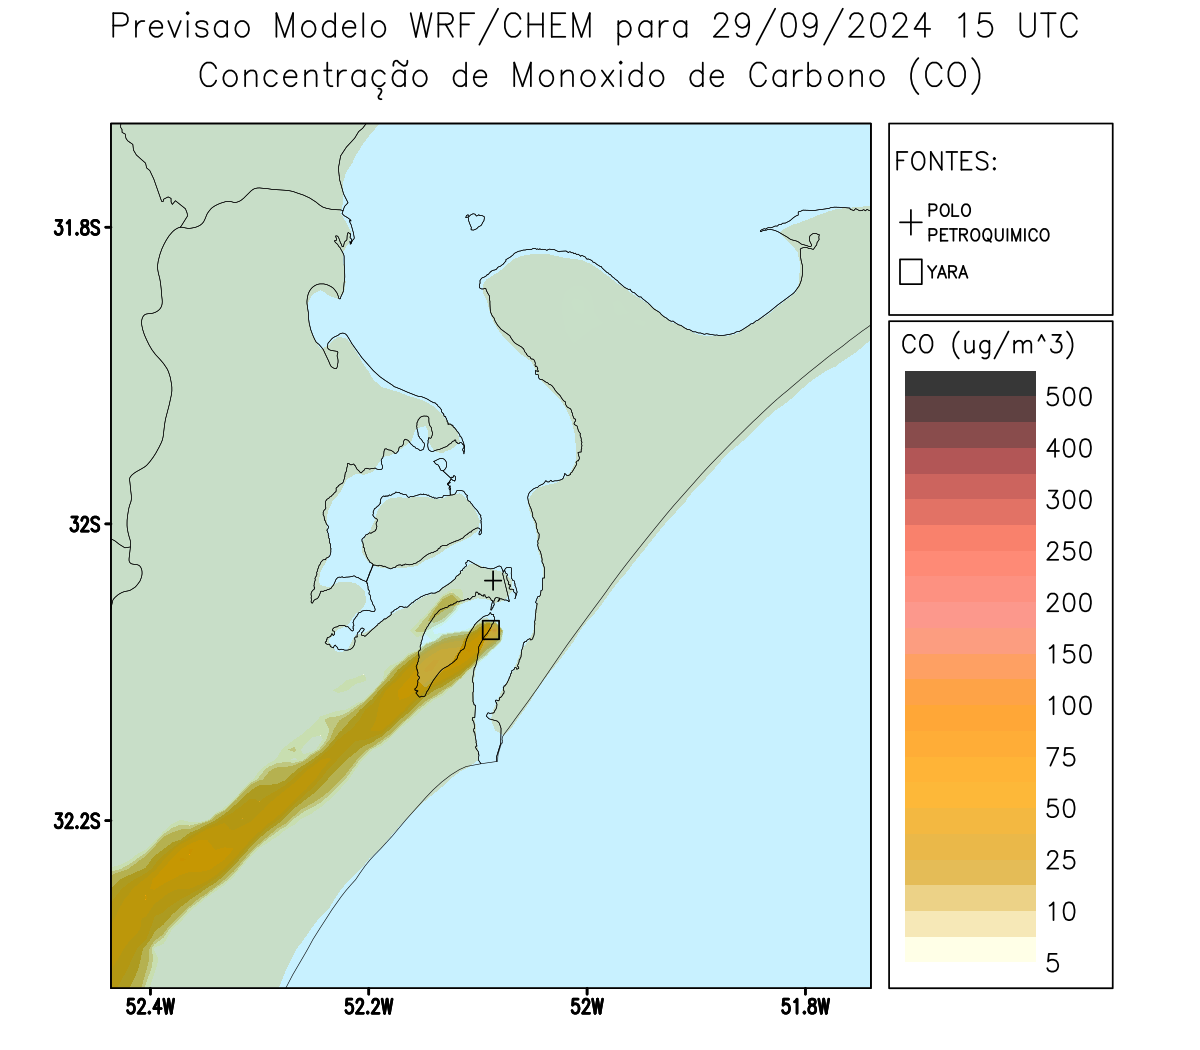 Previsao Modelo WRF/CHEM para 29/09/2024 15 UTC
Concentração de Monoxido de Carbono (CO)
FONTES:
POLO
PETROQUIMICO
YARA
CO (ug/m^3)
500
400
300
250
200
150
100
75
50
25
10
5
31.8S
32S
32.2S
52.4W
52.2W
52W
51.8W